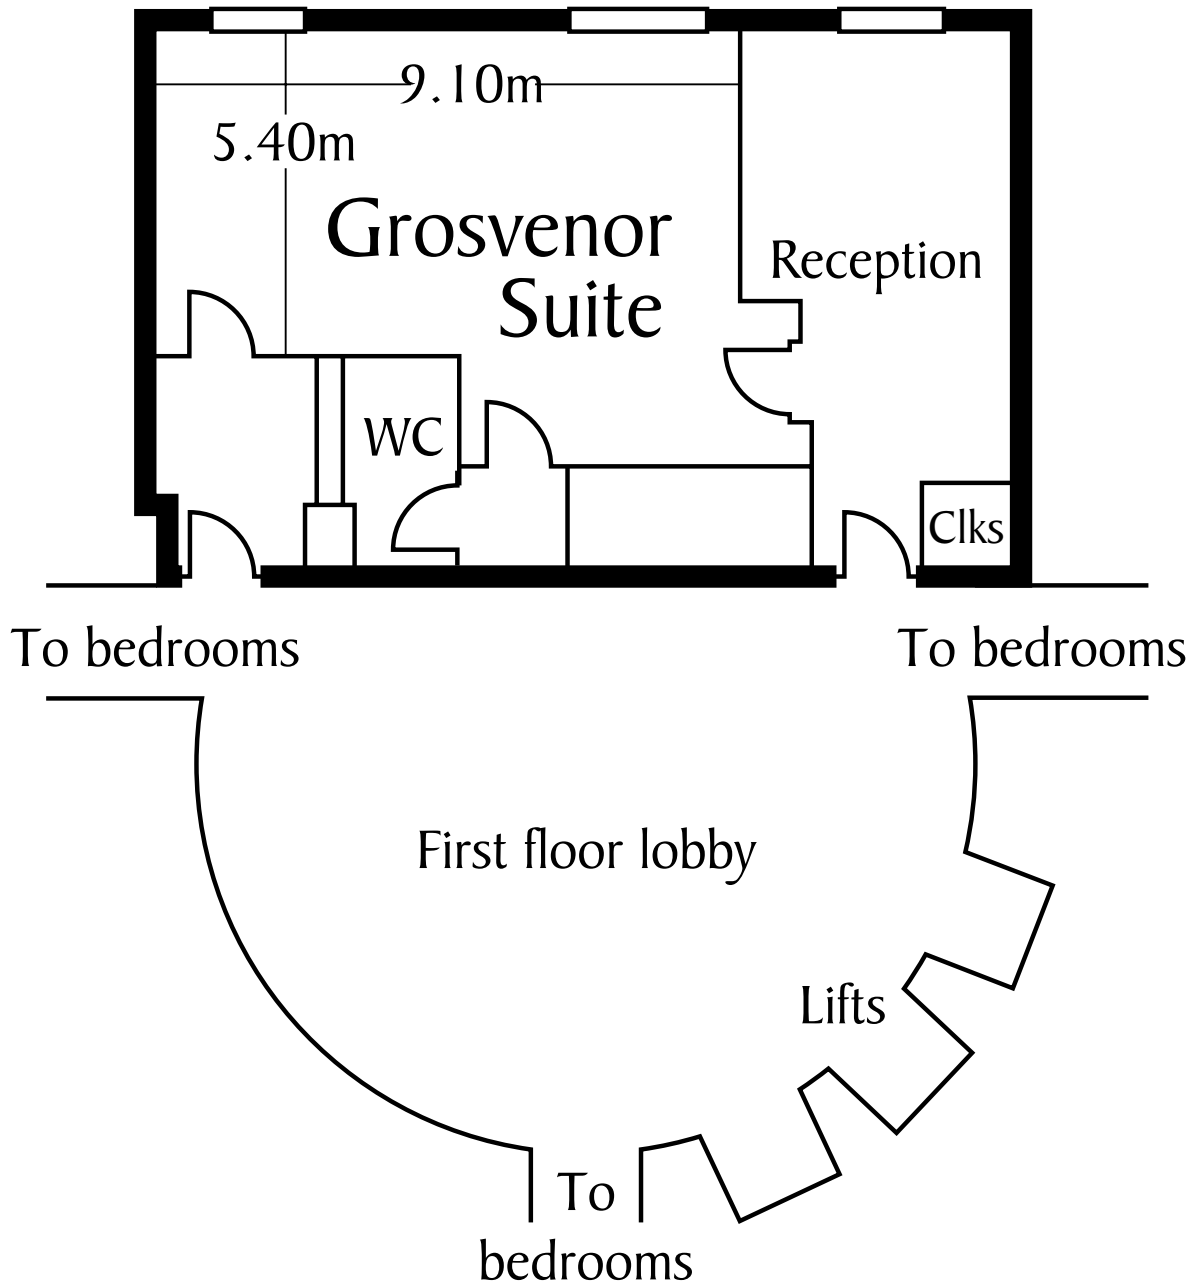 9.10m
5.40m
Grosvenor
Suite
Reception
WC
Clks
To bedrooms
To bedrooms
First floor lobby
Lifts
To
bedrooms